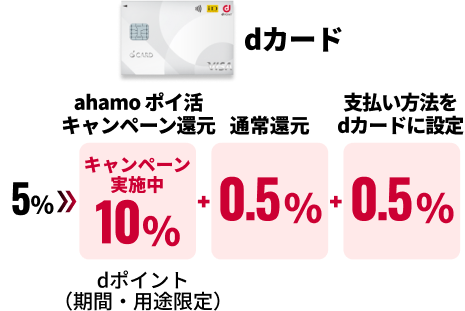 iD
d
d CARD
VISA
dカード
ahamo ポイ活
キャンペーン還元
通常還元
支払い方法を
dカードに設定
5%
キャンペーン
実施中
10%
+
0.5%
+
0.5%
dポイント
（期間・用途限定）